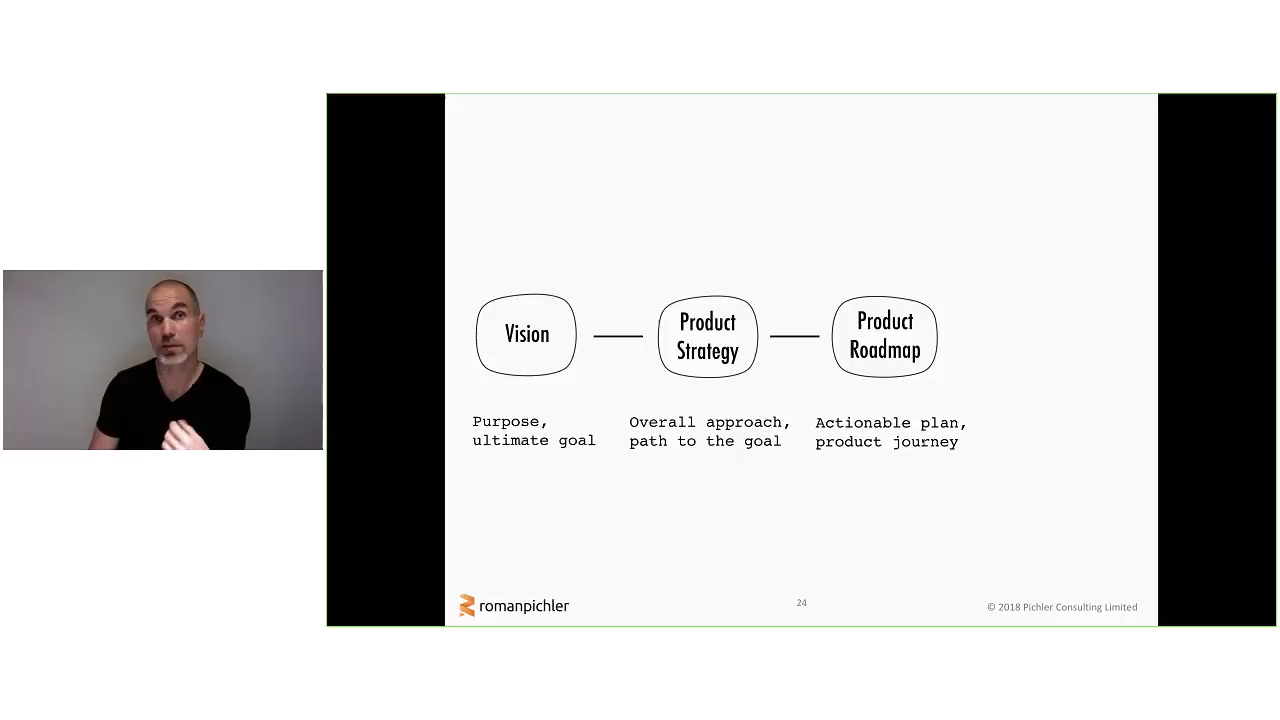 Vision
Product
Strategy
Product
Roadmap
Purpose,
ultimate goal
Overall approach,
path to the goal
Actionable plan,
product journey
romanpichler
24
© 2018 Pichler Consulting Limited